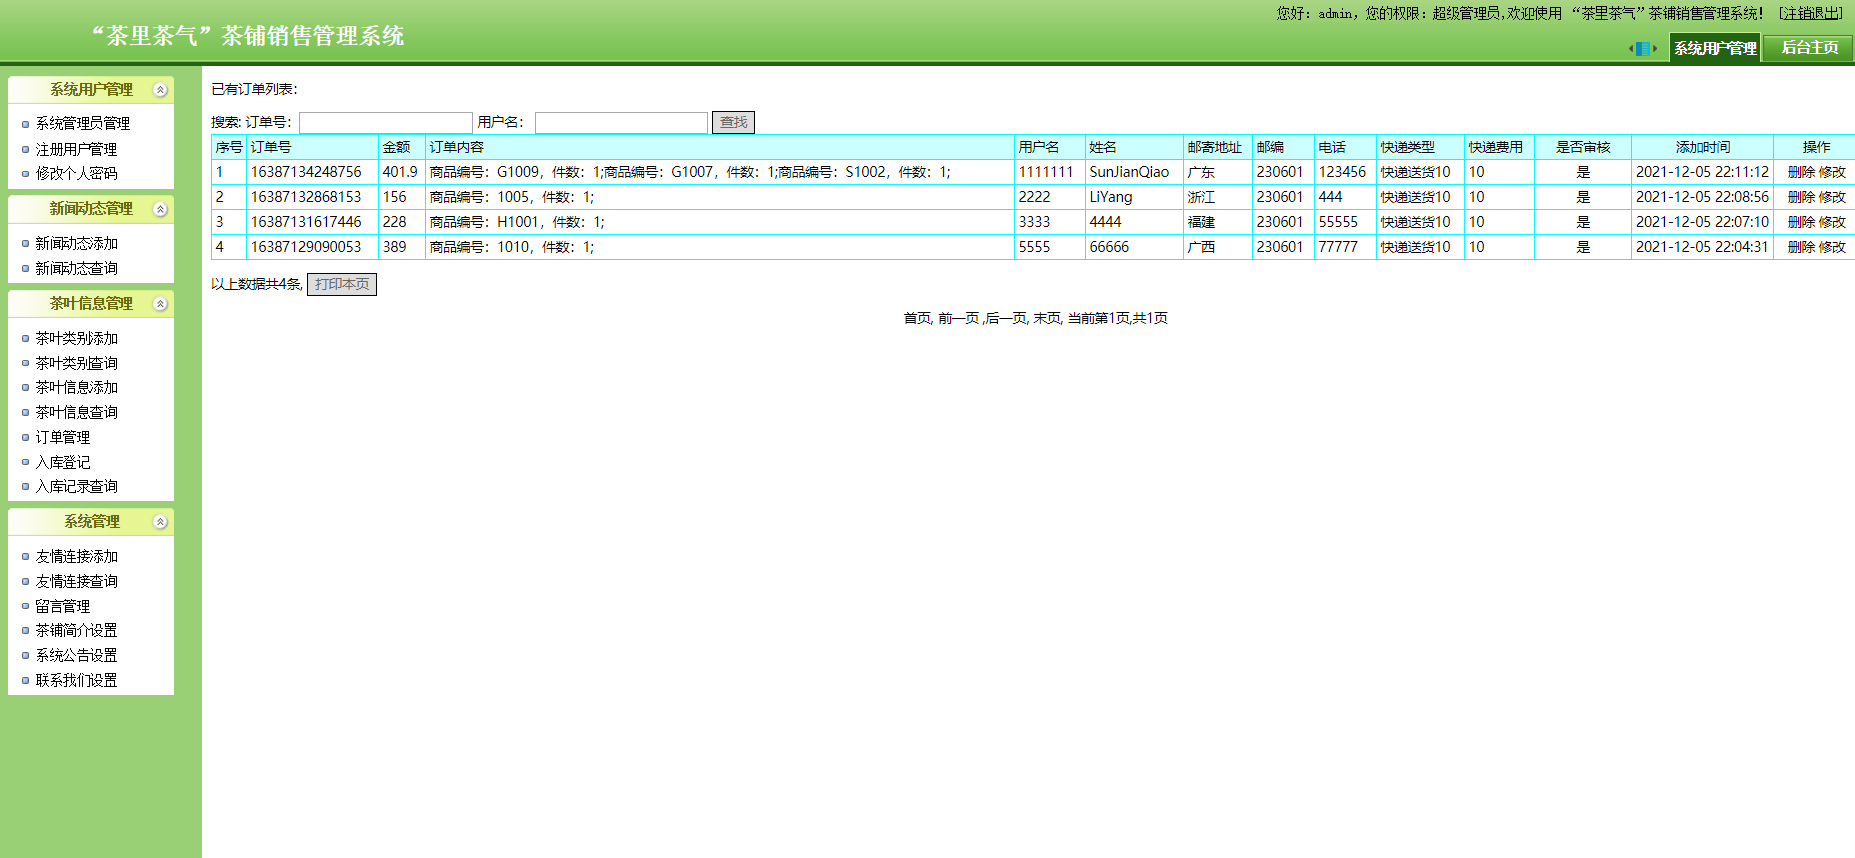 您好：admin，您的权限：超级管理员,欢迎使用 “茶里茶气”茶铺销售管理系统！ [注销退出]
“茶里茶气”茶铺销售管理系统
系统用户管理 后台主页
系统用户管理
系统管理员管理
注册用户管理
修改个人密码
新闻动态管理
新闻动态添加
新闻动态查询
茶叶信息管理
茶叶类别添加
茶叶类别查询
茶叶信息添加
茶叶信息查询
订单管理
入库登记
入库记录查询
系统管理
友情连接添加
友情连接查询
留言管理
茶铺简介设置
系统公告设置
联系我们设置
已有订单列表：
搜索: 订单号： 用户名： 查找
序号 订单号 金额 订单内容 用户名 姓名 邮寄地址 邮编 电话 快递类型 快递费用 是否审核 添加时间 操作
1 16387134248756 401.9 商品编号：G1009，件数：1;商品编号：G1007，件数：1;商品编号：S1002，件数：1; 1111111 SunJianQiao 广东 230601 123456 快递送货10 10 是 2021-12-05 22:11:12 删除 修改
2 16387132868153 156 商品编号：1005，件数：1; 2222 LiYang 浙江 230601 444 快递送货10 10 是 2021-12-05 22:08:56 删除 修改
3 16387131617446 228 商品编号：H1001，件数：1; 3333 4444 福建 230601 55555 快递送货10 10 是 2021-12-05 22:07:10 删除 修改
4 16387129090053 389 商品编号：1010，件数：1; 5555 66666 广西 230601 77777 快递送货10 10 是 2021-12-05 22:04:31 删除 修改
以上数据共4条, 打印本页
首页, 前一页 ,后一页, 末页, 当前第1页,共1页